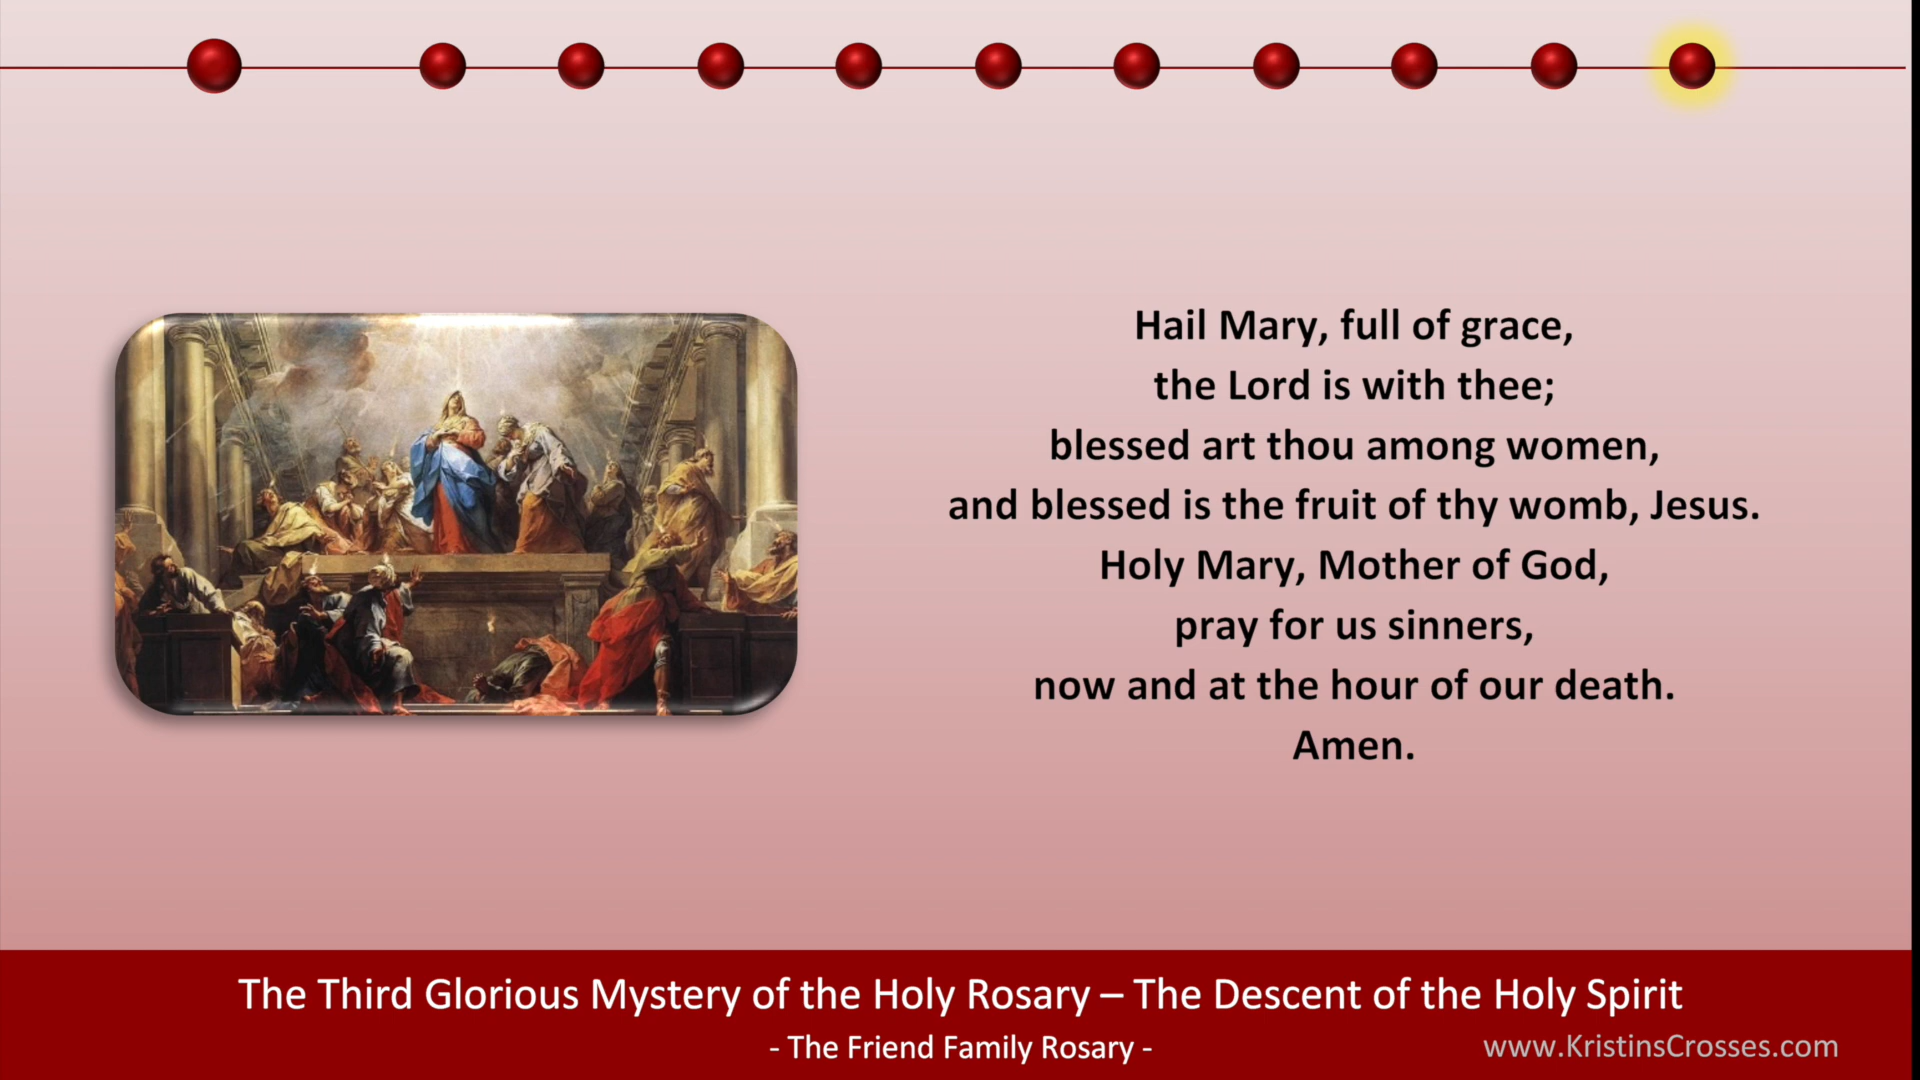 Hail Mary, full of grace,
the Lord is with thee;
blessed art thou among women,
and blessed is the fruit of thy womb, Jesus.
Holy Mary, Mother of God,
pray for us sinners,
now and at the hour of our death.
Amen.
The Third Glorious Mystery of the Holy Rosary – The Descent of the Holy Spirit
- The Friend Family Rosary -
www.KristinsCrosses.com